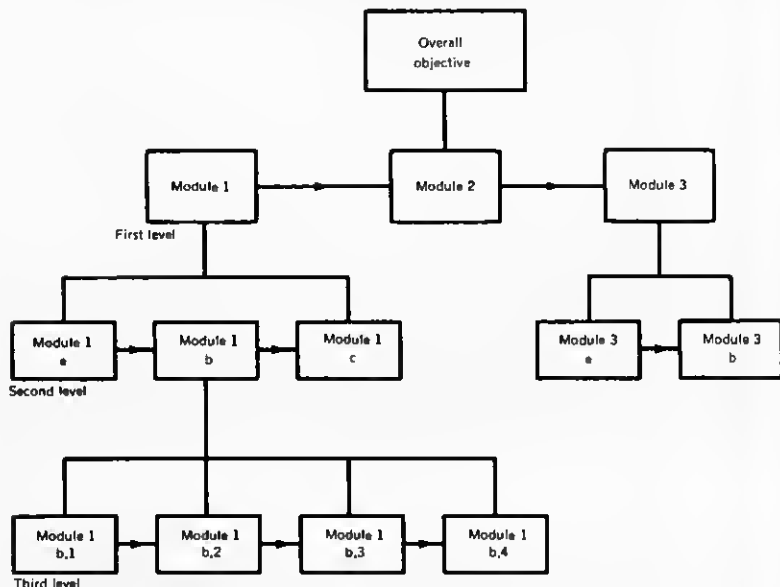 Overall
objective
Module 1
Module 2
Module 3
First level
Module 1
a
Module 1
b
Module 1
c
Module 3
a
Module 3
b
Second level
Module 1
b,1
Module 1
b,2
Module 1
b,3
Module 1
b,4
Third level